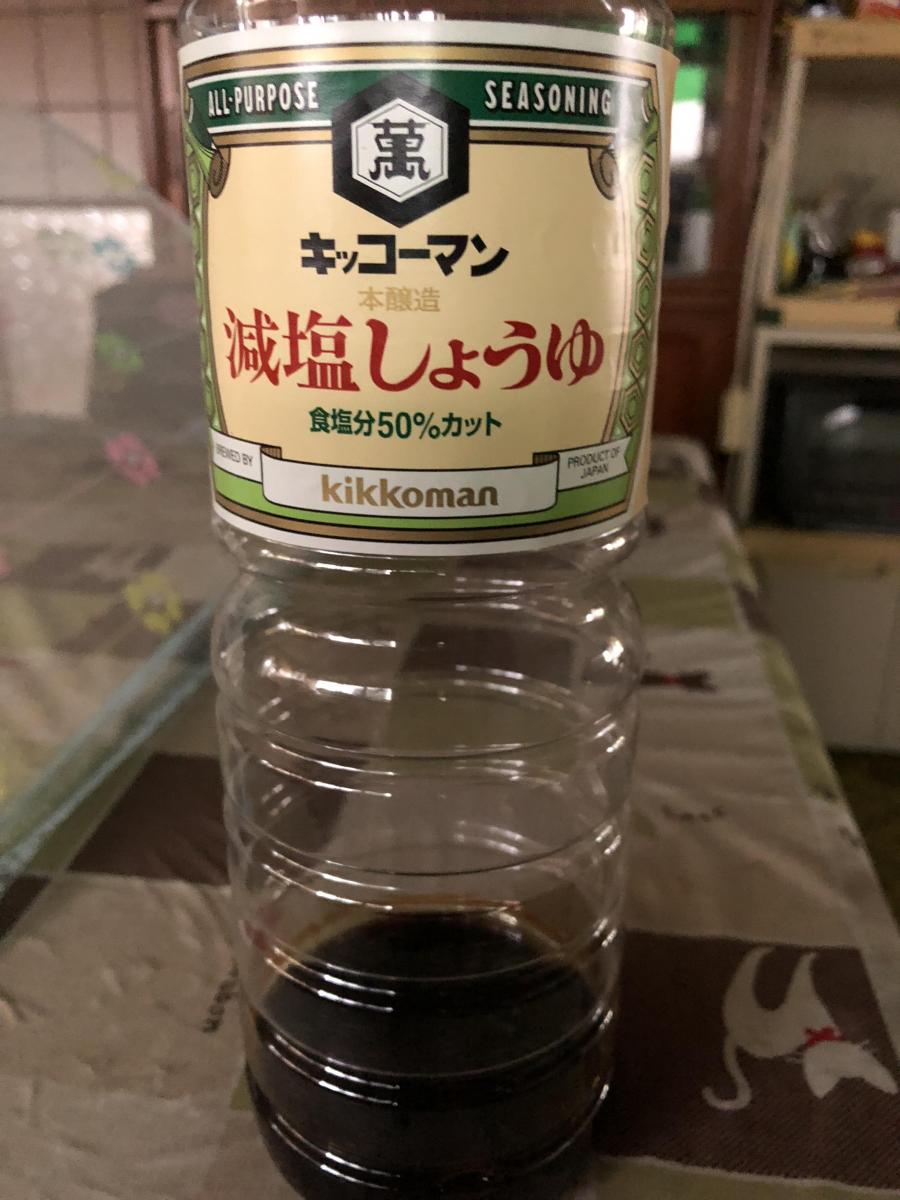 ALL-PURPOSE SEASONING
萬
キッコーマン
本醸造
減塩しょうゆ
食塩分50%カット
BREWED BY
kikkoman
PRODUCT OF
JAPAN